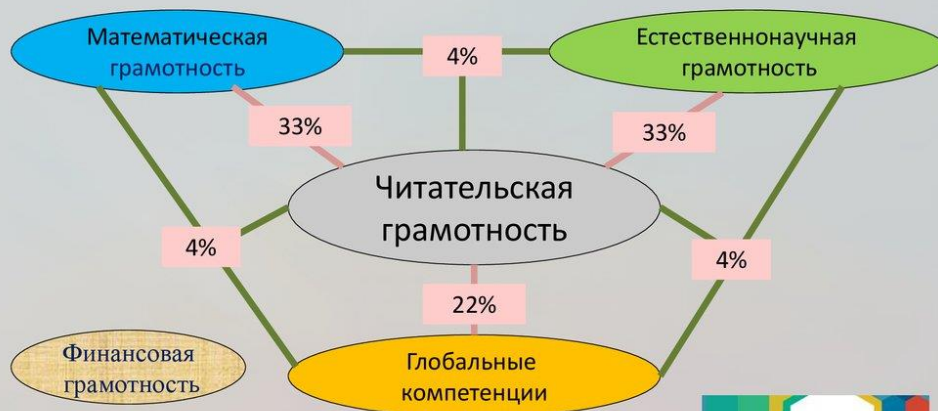 Математическая
грамотность
Естественнонаучная
грамотность
4%
33%
33%
Читательская
грамотность
4%
4%
22%
Финансовая
грамотность
Глобальные
компетенции